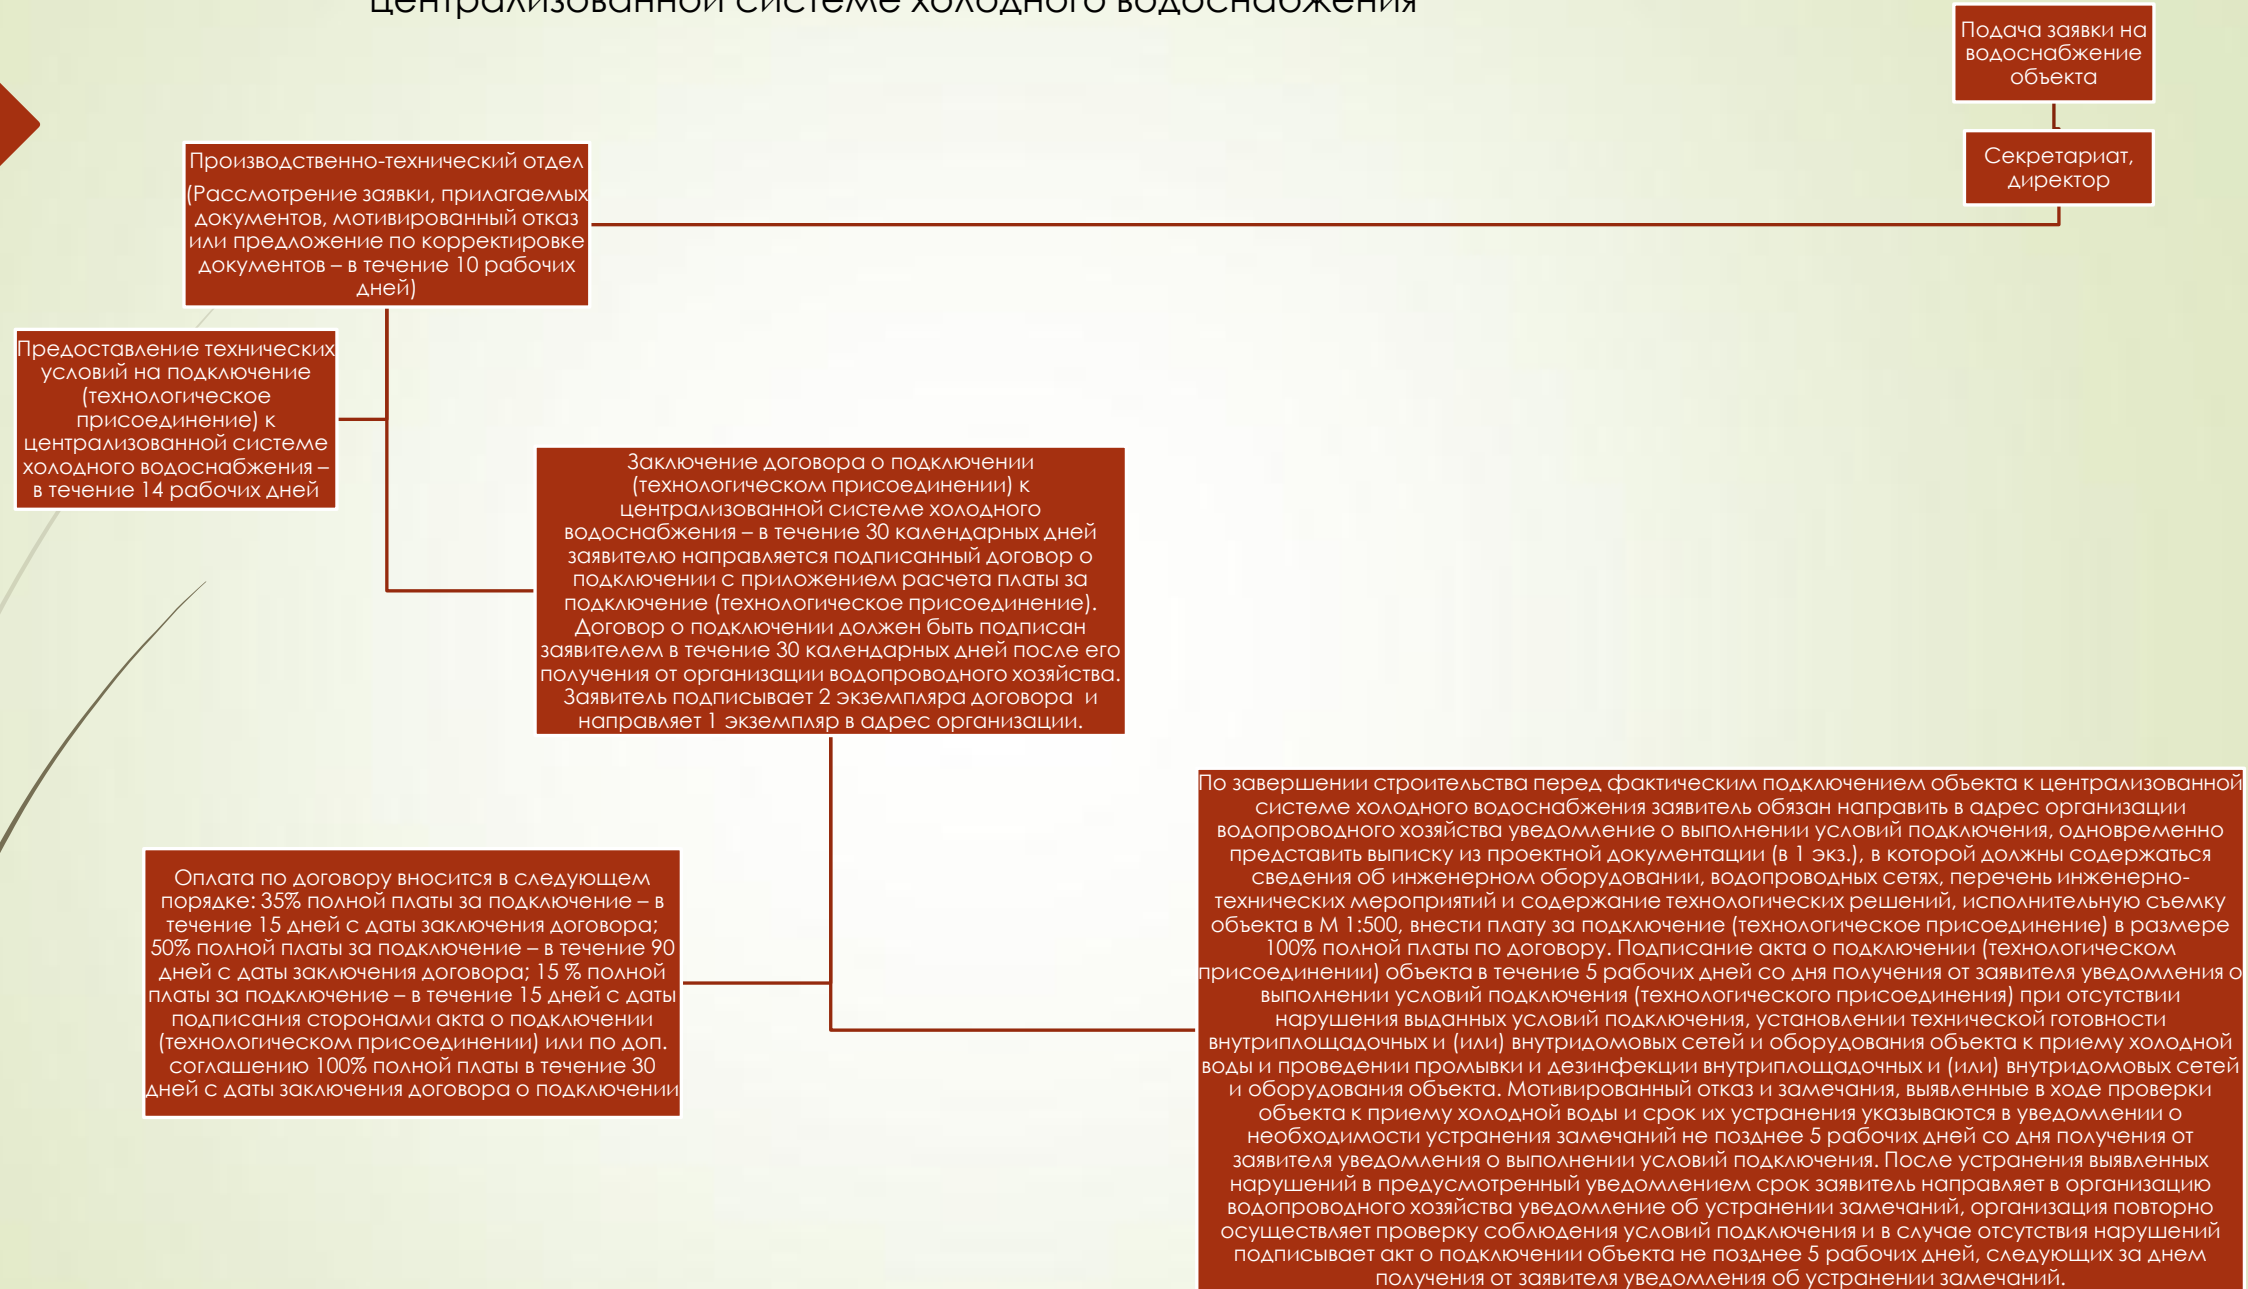 централизованной системе холодного водоснабжения
Подача заявки на
водоснабжение
объекта
Секретариат,
директор
Производственно-технический отдел
(Рассмотрение заявки, прилагаемых
документов, мотивированный отказ
или предложение по корректировке
документов – в течение 10 рабочих
дней)
Предоставление технических
условий на подключение
(технологическое
присоединение) к
централизованной системе
холодного водоснабжения –
в течение 14 рабочих дней
Заключение договора о подключении
(технологическом присоединении) к
централизованной системе холодного
водоснабжения – в течение 30 календарных дней
заявителю направляется подписанный договор о
подключении с приложением расчета платы за
подключение (технологическое присоединение).
Договор о подключении должен быть подписан
заявителем в течение 30 календарных дней после его
получения от организации водопроводного хозяйства.
Заявитель подписывает 2 экземпляра договора  и
направляет 1 экземпляр в адрес организации.
Оплата по договору вносится в следующем
порядке: 35% полной платы за подключение – в
течение 15 дней с даты заключения договора;
50% полной платы за подключение – в течение 90
дней с даты заключения договора; 15 % полной
платы за подключение – в течение 15 дней с даты
подписания сторонами акта о подключении
(технологическом присоединении) или по доп.
соглашению 100% полной платы в течение 30
дней с даты заключения договора о подключении
По завершении строительства перед фактическим подключением объекта к централизованной
системе холодного водоснабжения заявитель обязан направить в адрес организации
водопроводного хозяйства уведомление о выполнении условий подключения, одновременно
представить выписку из проектной документации (в 1 экз.), в которой должны содержаться
сведения об инженерном оборудовании, водопроводных сетях, перечень инженерно-
технических мероприятий и содержание технологических решений, исполнительную съемку
объекта в М 1:500, внести плату за подключение (технологическое присоединение) в размере
100% полной платы по договору. Подписание акта о подключении (технологическом
присоединении) объекта в течение 5 рабочих дней со дня получения от заявителя уведомления о
выполнении условий подключения (технологического присоединения) при отсутствии
нарушения выданных условий подключения, установлении технической готовности
внутриплощадочных и (или) внутридомовых сетей и оборудования объекта к приему холодной
воды и проведении промывки и дезинфекции внутриплощадочных и (или) внутридомовых сетей
и оборудования объекта. Мотивированный отказ и замечания, выявленные в ходе проверки
объекта к приему холодной воды и срок их устранения указываются в уведомлении о
необходимости устранения замечаний не позднее 5 рабочих дней со дня получения от
заявителя уведомления о выполнении условий подключения. После устранения выявленных
нарушений в предусмотренный уведомлением срок заявитель направляет в организацию
водопроводного хозяйства уведомление об устранении замечаний, организация повторно
осуществляет проверку соблюдения условий подключения и в случае отсутствия нарушений
подписывает акт о подключении объекта не позднее 5 рабочих дней, следующих за днем
получения от заявителя уведомления об устранении замечаний.